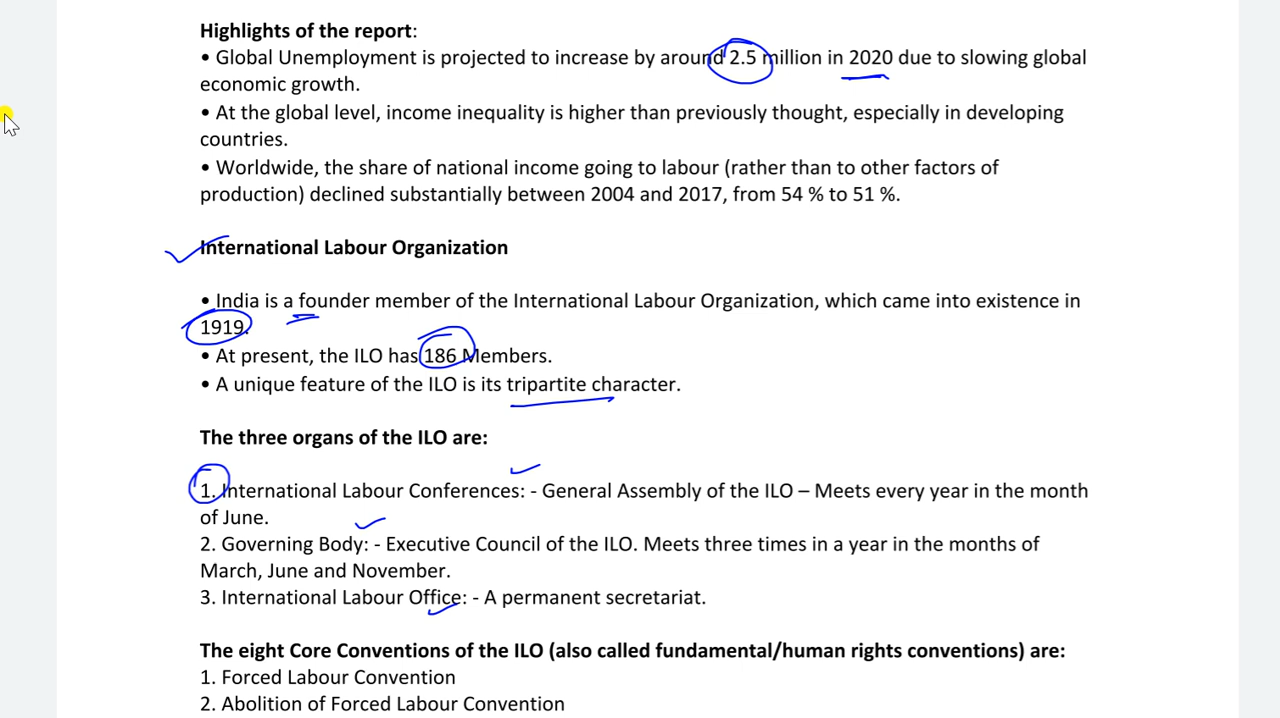 Highlights of the report:
• Global Unemployment is projected to increase by around 2.5 million in 2020 due to slowing global
economic growth.
• At the global level, income inequality is higher than previously thought, especially in developing
countries.
• Worldwide, the share of national income going to labour (rather than to other factors of
production) declined substantially between 2004 and 2017, from 54 % to 51 %.
International Labour Organization
• India is a founder member of the International Labour Organization, which came into existence in
1919.
• At present, the ILO has 186 Members.
• A unique feature of the ILO is its tripartite character.
The three organs of the ILO are:
1. International Labour Conferences: - General Assembly of the ILO – Meets every year in the month
of June.
2. Governing Body: - Executive Council of the ILO. Meets three times in a year in the months of
March, June and November.
3. International Labour Office: - A permanent secretariat.
The eight Core Conventions of the ILO (also called fundamental/human rights conventions) are:
1. Forced Labour Convention
2. Abolition of Forced Labour Convention